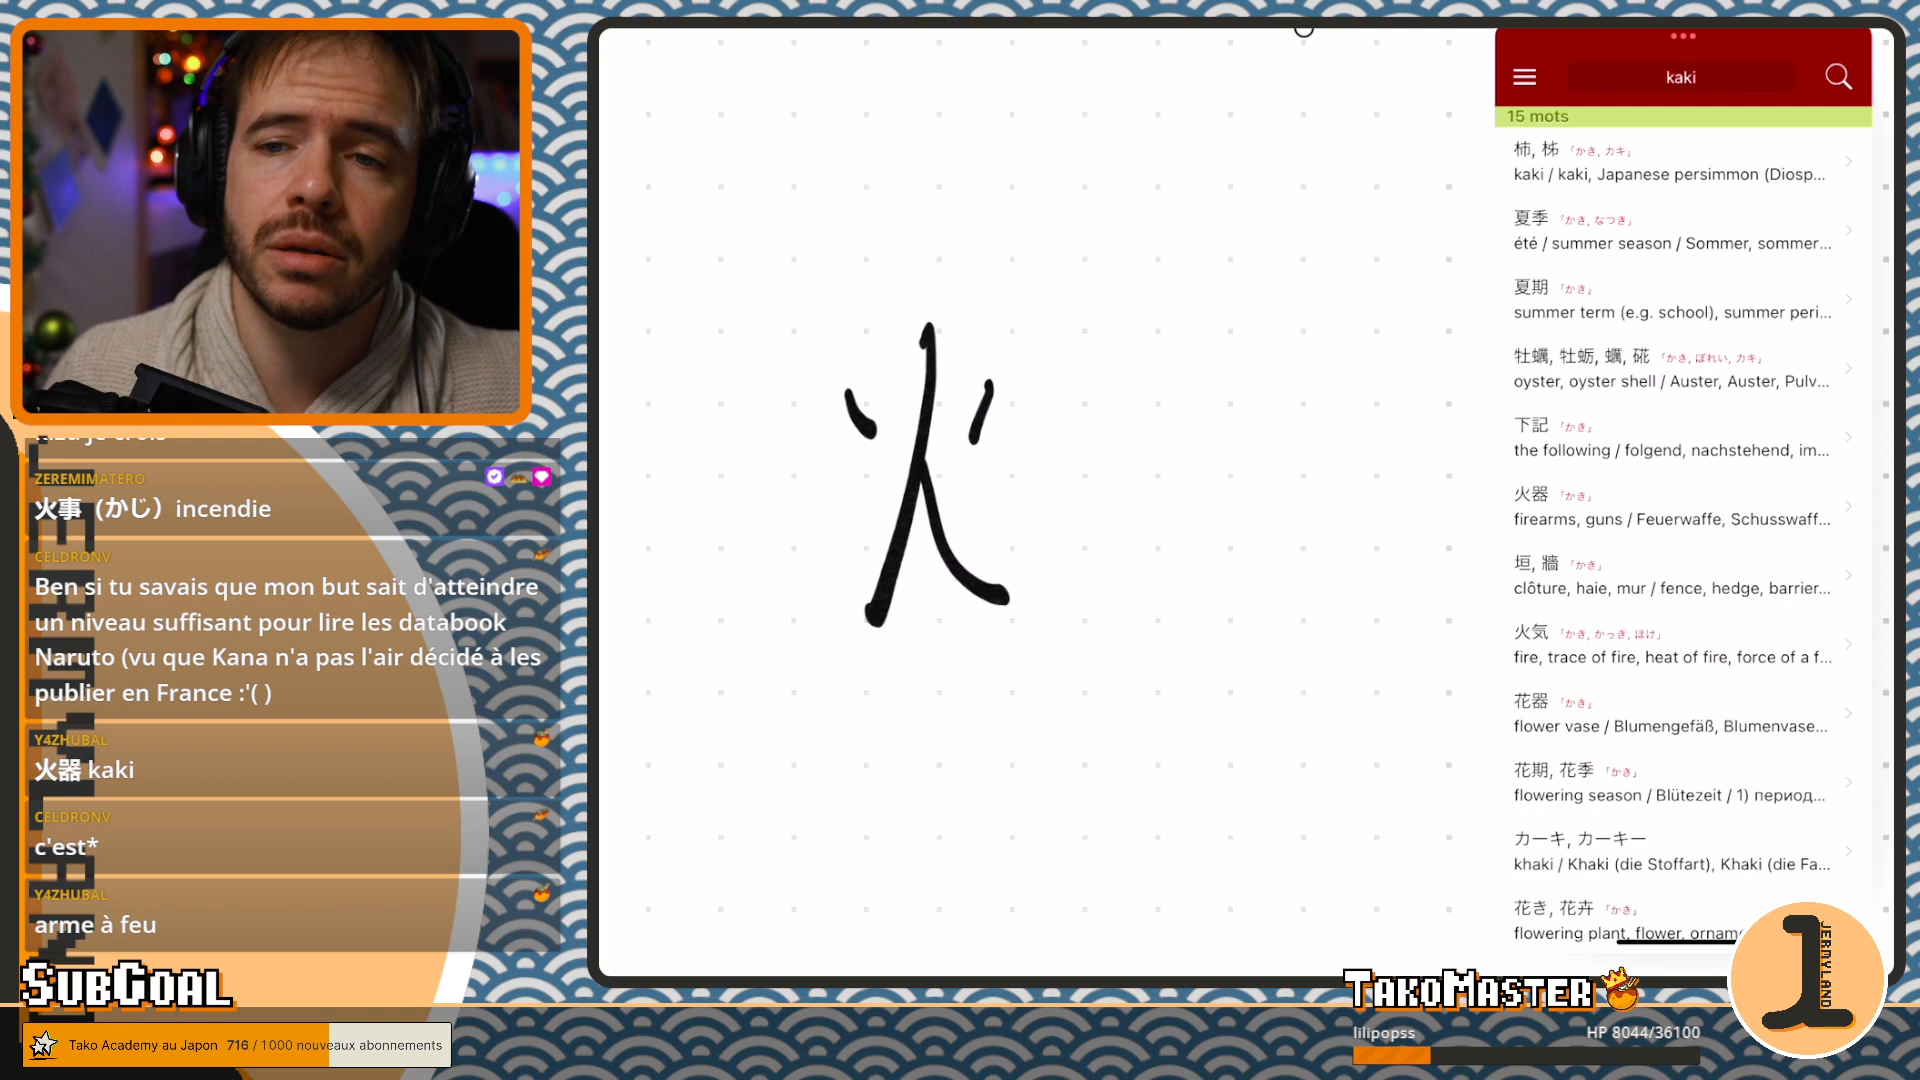 ZEREMIMATERO
火事（かじ）incendie
CELDRONV
Ben si tu savais que mon but sait d'atteindre
un niveau suffisant pour lire les databook
Naruto (vu que Kana n'a pas l'air décidé à les
publier en France :'( )
Y4ZHUBAL
火器 kaki
CELDRONV
c'est*
Y4ZHUBAL
arme à feu
SUBGOAL
Tako Academy au Japon 716 / 1000 nouveaux abonnements
火
kaki
15 mots
柿, 柹 「かき, カキ」
kaki / kaki, Japanese persimmon (Diosp...
夏季 「かき, なつき」
été / summer season / Sommer, sommer...
夏期 「かき」
summer term (e.g. school), summer peri...
牡蠣, 牡蛎, 蠣, 硴 「かき, ぼれい, カキ」
oyster, oyster shell / Auster, Auster, Pulv...
下記 「かき」
the following / folgend, nachstehend, im...
火器 「かき」
firearms, guns / Feuerwaffe, Schusswaff...
垣, 牆 「かき」
clôture, haie, mur / fence, hedge, barrier...
火気 「かき, かっき, ほけ」
fire, trace of fire, heat of fire, force of a f...
花器 「かき」
flower vase / Blumengefäß, Blumenvase...
花期, 花季 「かき」
flowering season / Blütezeit / 1) период...
カーキ, カーキー
khaki / Khaki (die Stoffart), Khaki (die Fa...
花き, 花卉 「かき」
flowering plant, flower, ornam
TAKOMASTER
lilipopss HP 8044/36100
1 JEREMYLAND